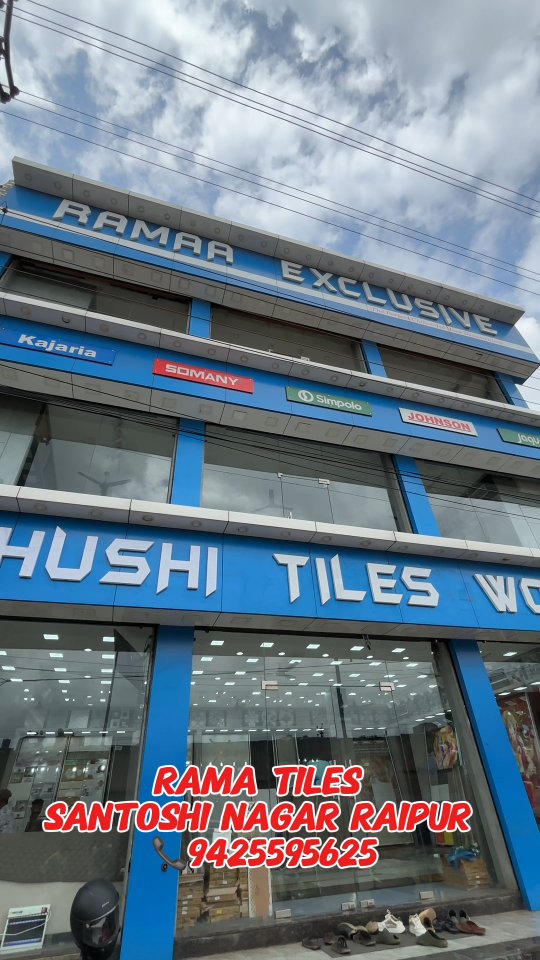 RAMAA EXCLUSIVE
Kajaria
SOMANY
Simpolo
JOHNSON
HUSHI TILES
RAMA TILES
SANTOSHI NAGAR RAIPUR
📞 9425595625